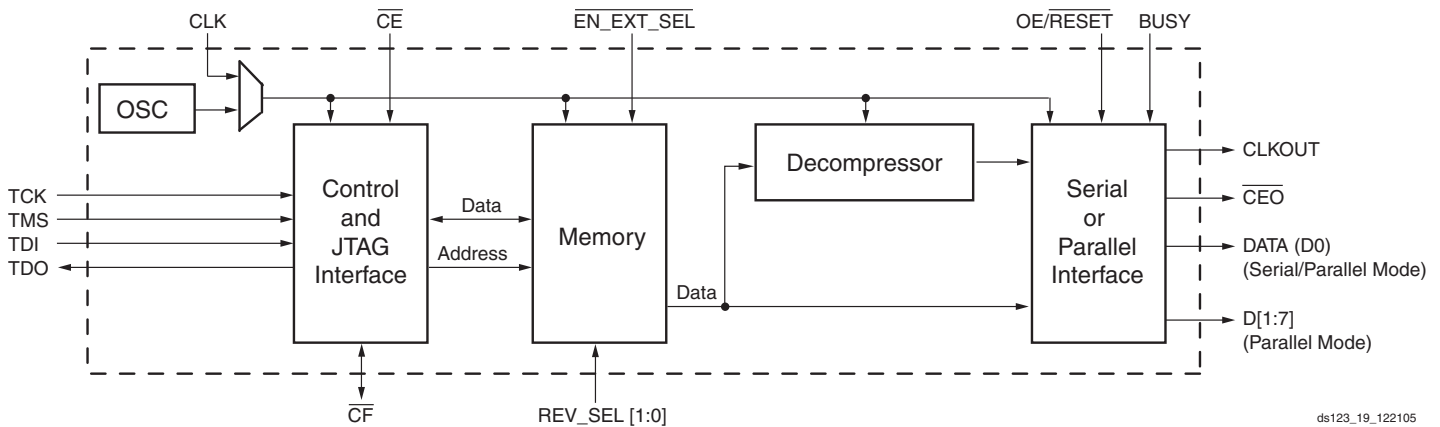 CLK
CE
EN_EXT_SEL
OE/RESET
BUSY
OSC
Control
and
JTAG
Interface
Memory
Decompressor
Serial
or
Parallel
Interface
TCK
TMS
TDI
TDO
Data
Address
Data
CLKOUT
CEO
DATA (D0)
(Serial/Parallel Mode)
D[1:7]
(Parallel Mode)
CF
REV_SEL [1:0]
ds123_19_122105